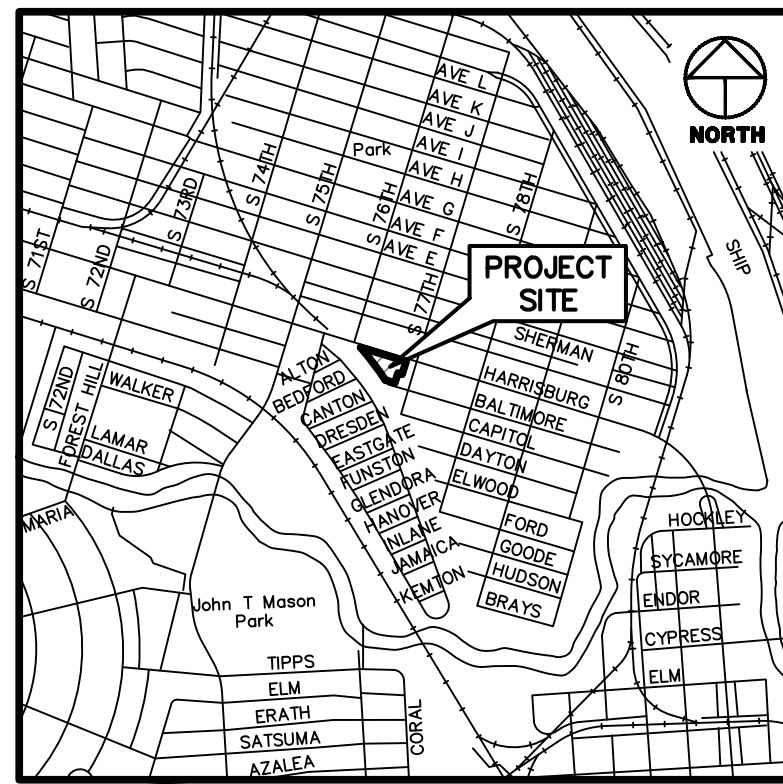 AVE L
AVE K
AVE J
AVE I
AVE H
AVE G
AVE F
AVE E
NORTH
Park
S 71ST
S 72ND
S 73RD
S 74TH
S 75TH
S 76TH
S 77TH
S 78TH
S 80TH
SHIP
PROJECT
SITE
SHERMAN
HARRISBURG
BALTIMORE
CAPITOL
DAYTON
ELWOOD
FORD
GOODE
HUDSON
BRAYS
ALTON
BEDFORD
CANTON
DRESDEN
EASTGATE
FUNSTON
GLENDORA
HANOVER
INLANE
JAMAICA
KEMTON
S 72ND
FOREST HILL
WALKER
LAMAR
DALLAS
MARIA
John T Mason
Park
TIPPS
ELM
ERATH
SATSUMA
AZALEA
CORAL
HOCKLEY
SYCAMORE
ENDOR
CYPRESS
ELM